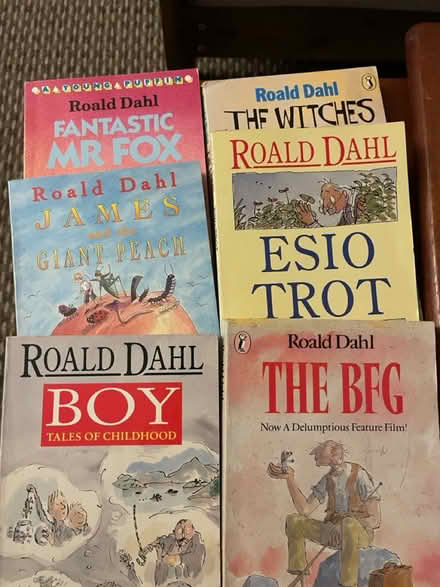 A YOUNG PUFFIN
Roald Dahl
FANTASTIC
MR FOX
Roald Dahl
THE WITCHES
Roald Dahl
JAMES
and the
GIANT PEACH
ROALD DAHL
ESIO
TROT
ROALD DAHL
BOY
TALES OF CHILDHOOD
Roald Dahl
THE BFG
Now A Delumptious Feature Film!